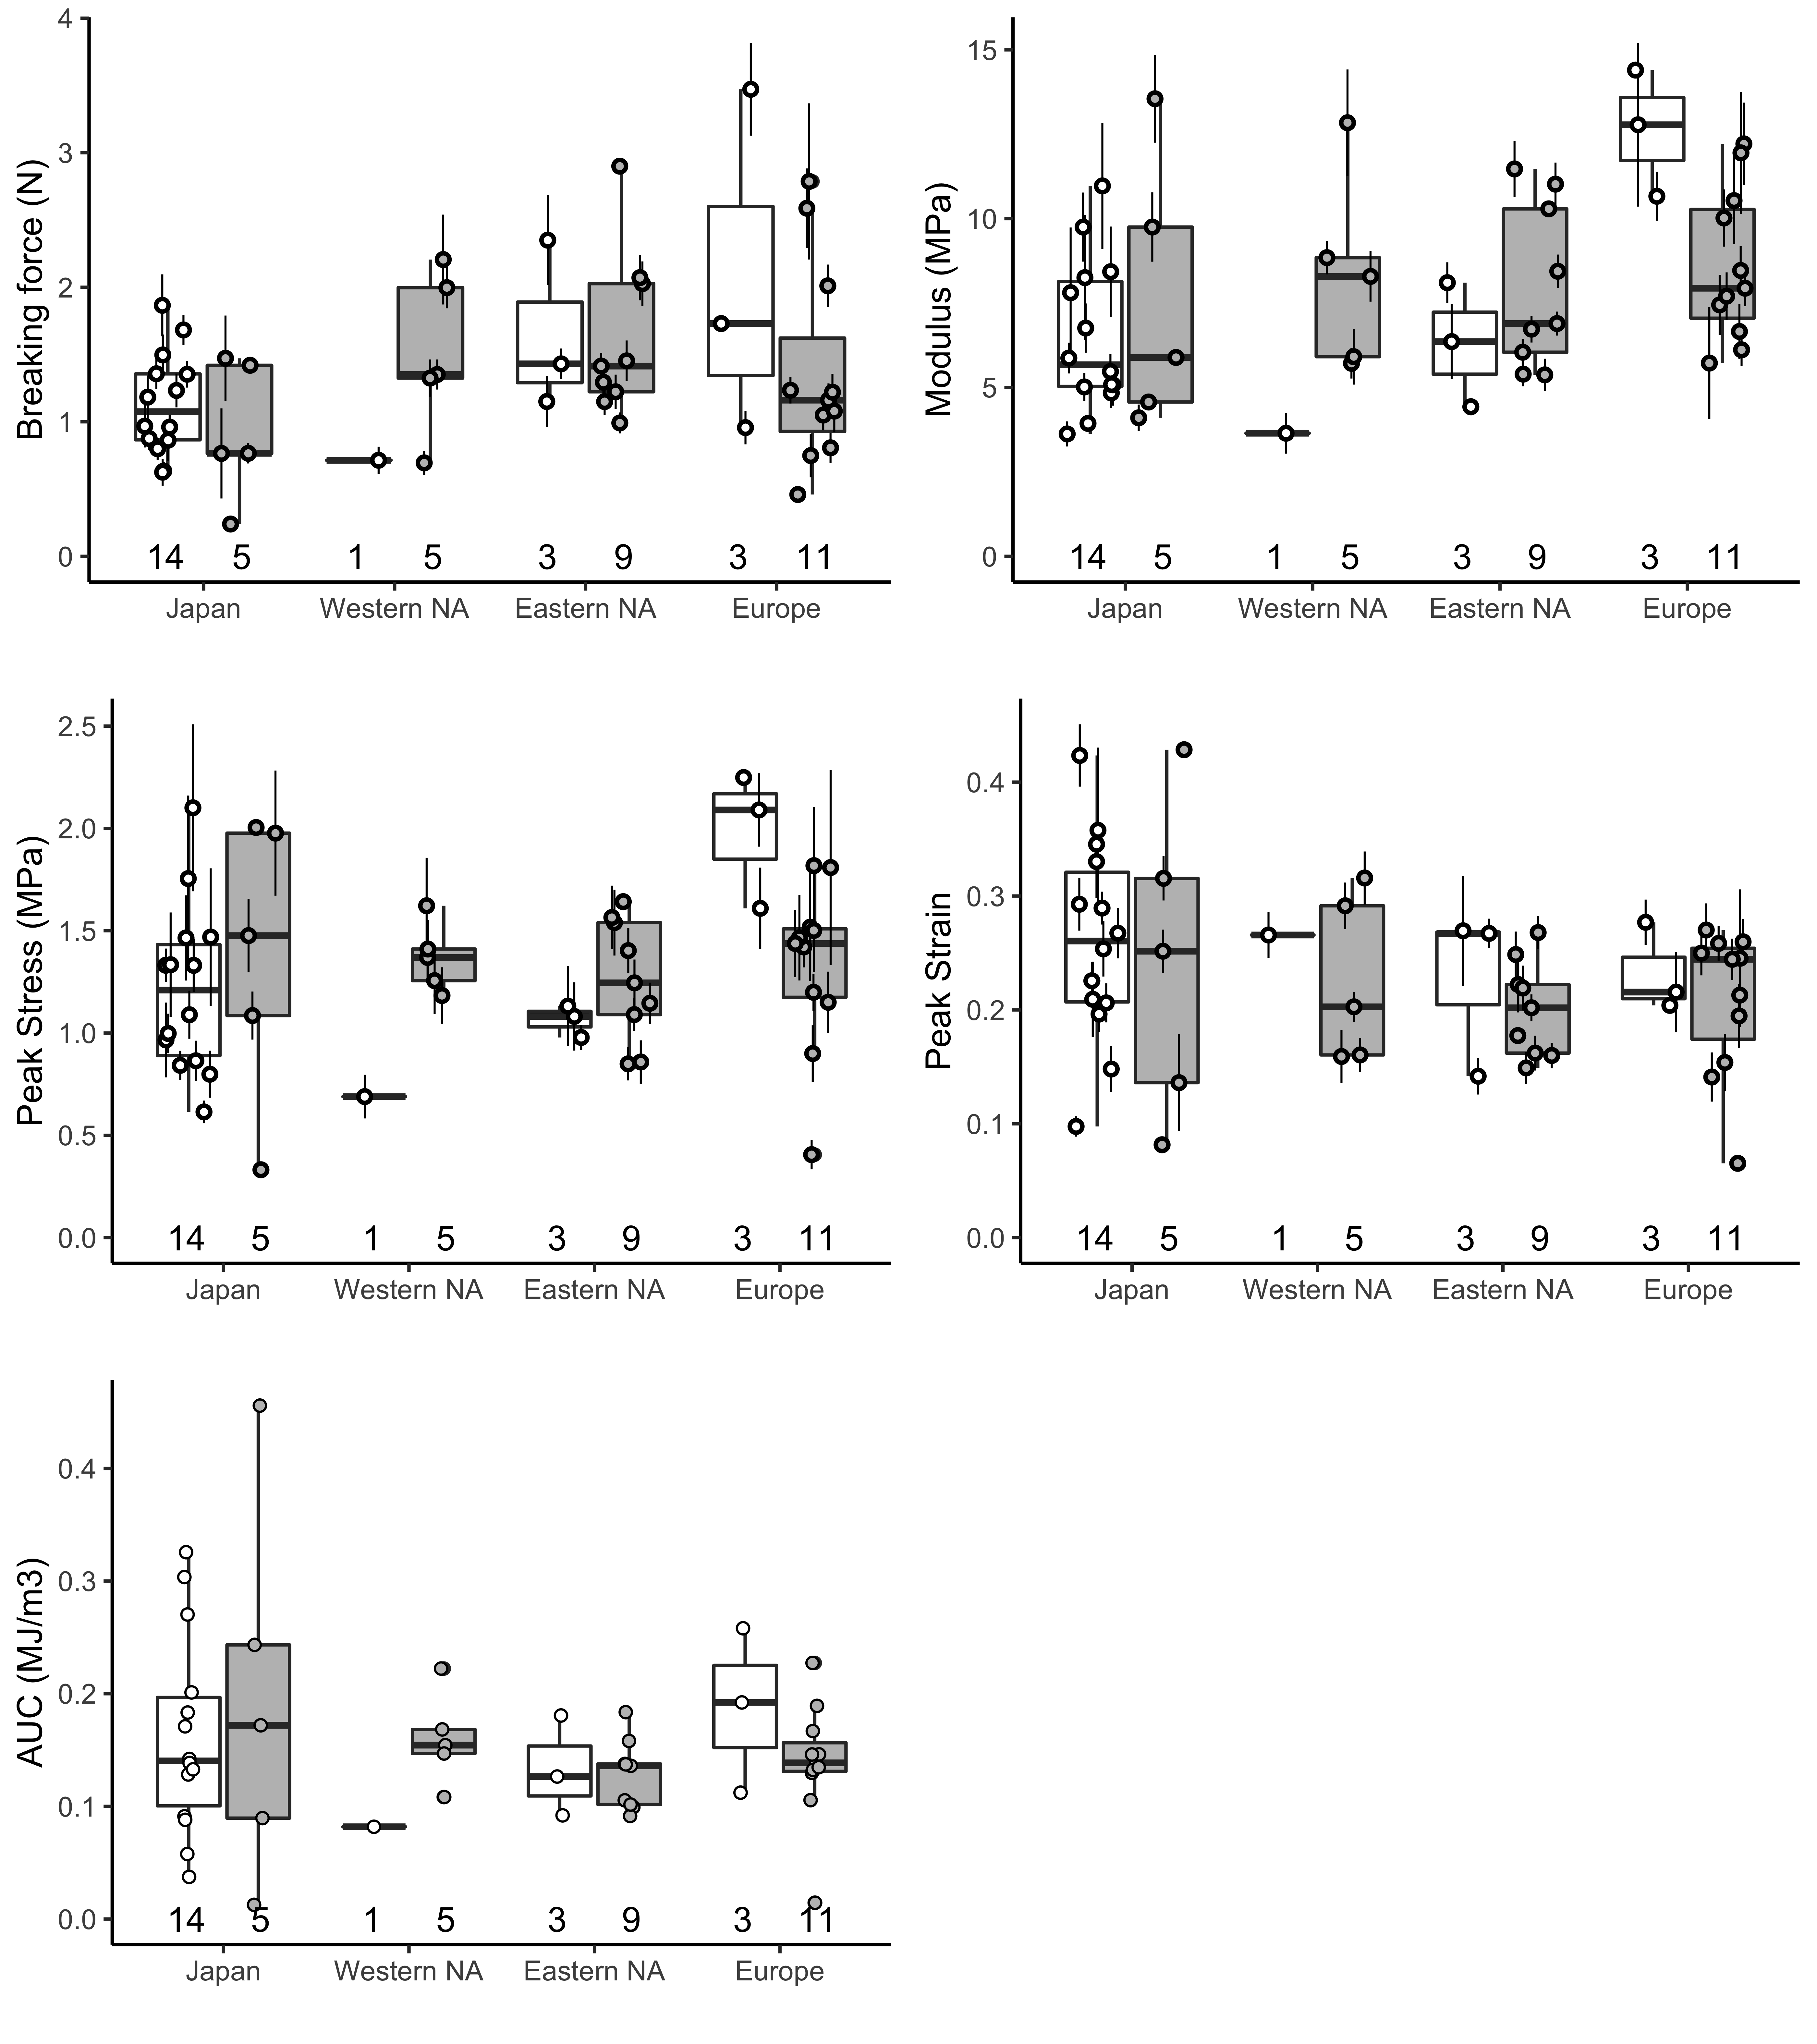 Breaking force (N)
4
3
2
1
0
14 5 1 5 3 9 3 11
Japan Western NA Eastern NA Europe
Modulus (MPa)
15
10
5
0
14 5 1 5 3 9 3 11
Japan Western NA Eastern NA Europe
Peak Stress (MPa)
2.5
2.0
1.5
1.0
0.5
0.0
14 5 1 5 3 9 3 11
Japan Western NA Eastern NA Europe
Peak Strain
0.4
0.3
0.2
0.1
0.0
14 5 1 5 3 9 3 11
Japan Western NA Eastern NA Europe
AUC (MJ/m3)
0.4
0.3
0.2
0.1
0.0
14 5 1 5 3 9 3 11
Japan Western NA Eastern NA Europe